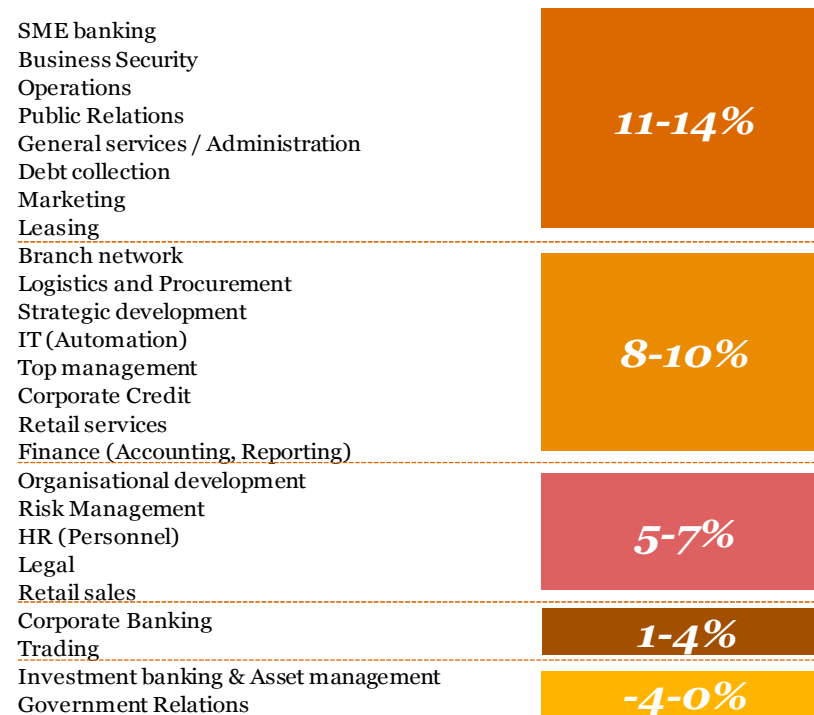 SME banking
Business Security
Operations
Public Relations
General services / Administration
Debt collection
Marketing
Leasing
11-14%
Branch network
Logistics and Procurement
Strategic development
IT (Automation)
Top management
Corporate Credit
Retail services
Finance (Accounting, Reporting)
8-10%
Organisational development
Risk Management
HR (Personnel)
Legal
Retail sales
5-7%
Corporate Banking
Trading
1-4%
Investment banking & Asset management
Government Relations
-4-0%